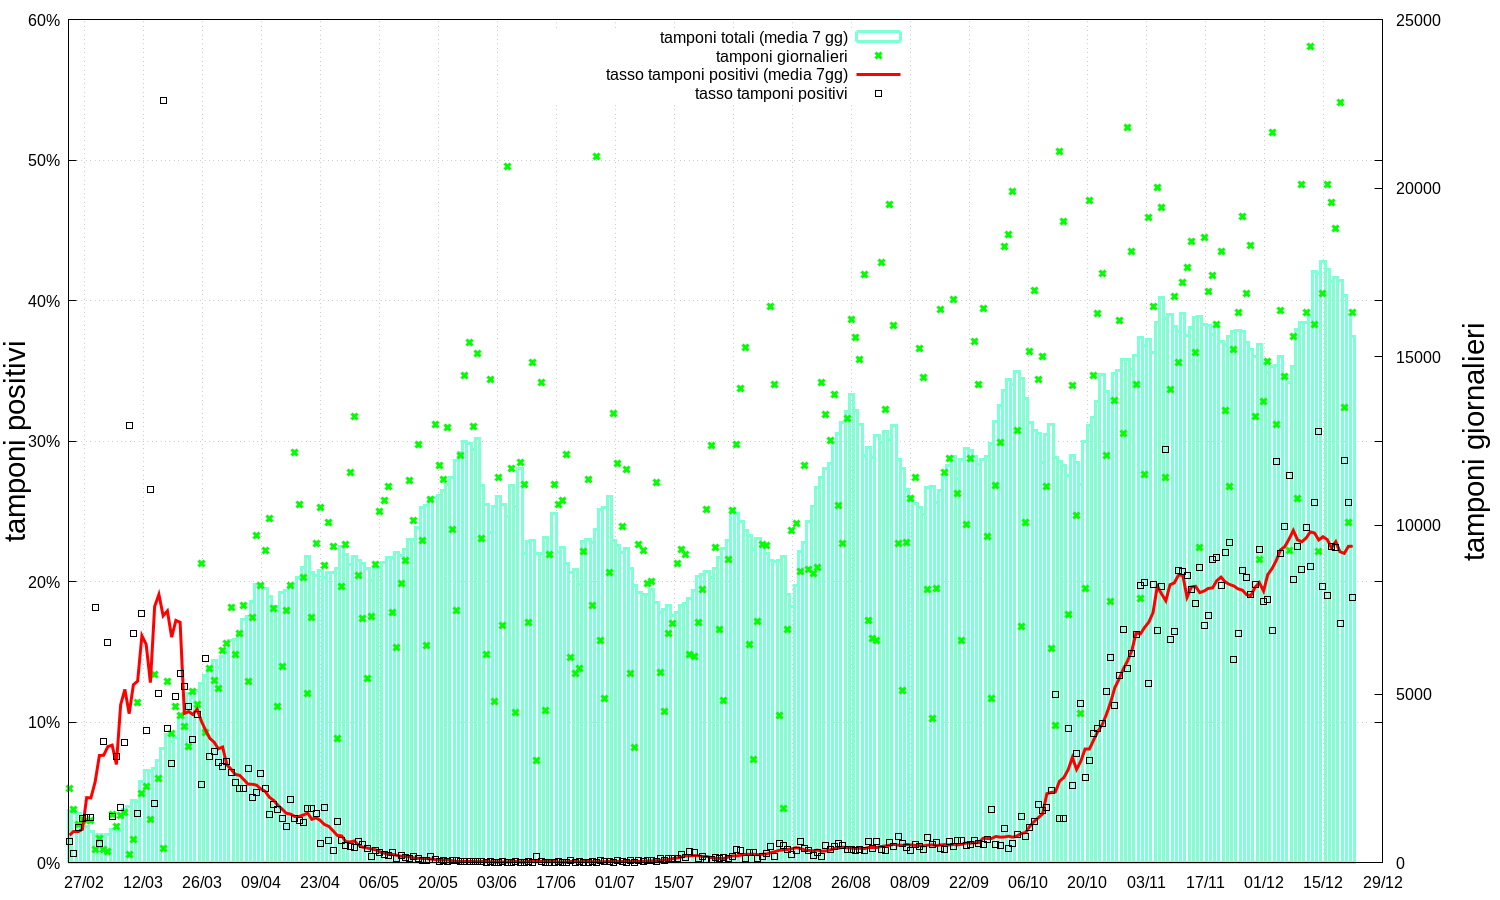 60%
50%
40%
30%
20%
10%
0%
tamponi positivi
tamponi totali (media 7 gg)
tamponi giornalieri
tasso tamponi positivi (media 7gg)
tasso tamponi positivi
25000
20000
15000
10000
5000
0
tamponi giornalieri
27/02 12/03 26/03 09/04 23/04 06/05 20/05 03/06 17/06 01/07 15/07 29/07 12/08 26/08 08/09 22/09 06/10 20/10 03/11 17/11 01/12 15/12 29/12